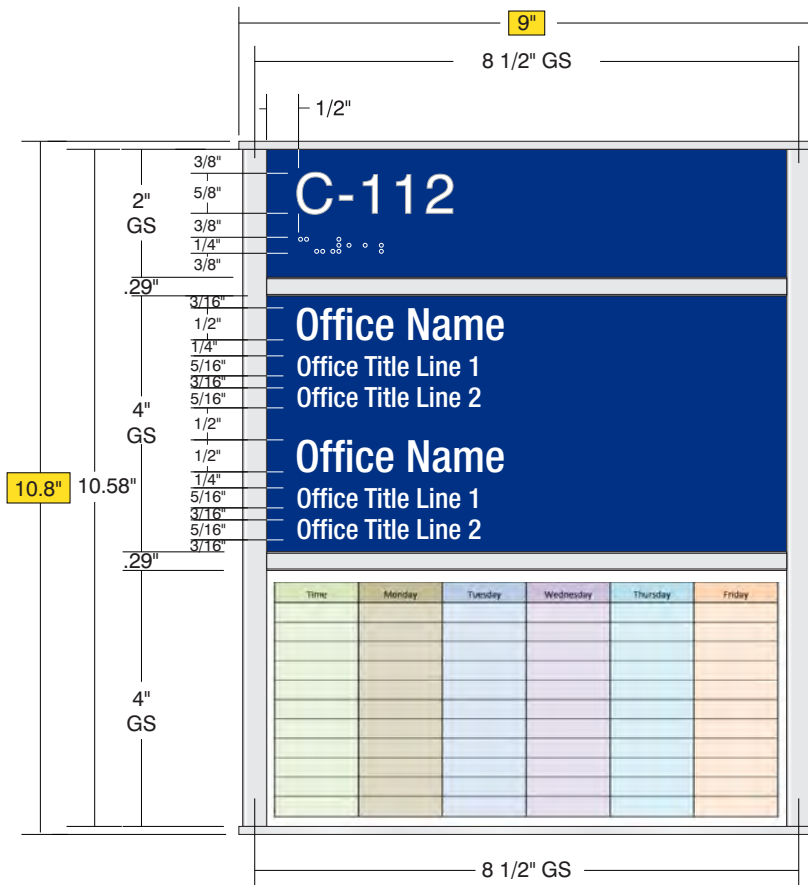 9"
8 1/2" GS
1/2"
3/8"
5/8"
3/8"
1/4"
3/8"
2"
GS
C-112
.29"
3/16"
1/2"
1/4"
5/16"
3/16"
5/16"
1/2"
1/2"
1/4"
5/16"
3/16"
5/16"
3/16"
4"
GS
Office Name
Office Title Line 1
Office Title Line 2
Office Name
Office Title Line 1
Office Title Line 2
10.8"
10.58"
.29"
Time Monday Tuesday Wednesday Thursday Friday
4"
GS
8 1/2" GS